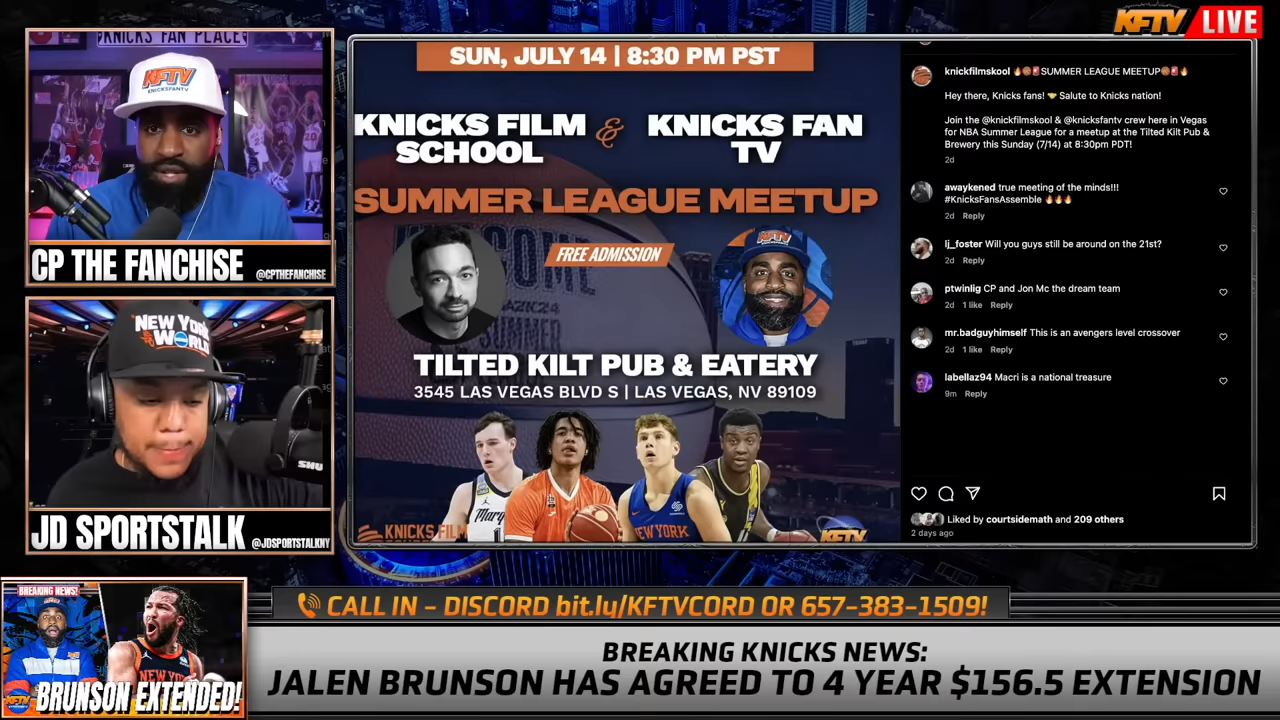 KNICKS FAN PLACE
KFTV
KNICKSFANTV
CP THE FANCHISE @CPTHEFANCHISE
NEW YORK
WORLD
SHU
JD SPORTSTALK @JDSPORTSTALKNY
KFTV LIVE
SUN, JULY 14 | 8:30 PM PST
KNICKS FILM SCHOOL
&
KNICKS FAN TV
SUMMER LEAGUE MEETUP
FREE ADMISSION
KFTV
TILTED KILT PUB & EATERY
3545 LAS VEGAS BLVD S | LAS VEGAS, NV 89109
NEW YORK
KNICKS FILM
KFTV
knickfilmskool 🔥🏀🚨SUMMER LEAGUE MEETUP🏀🚨🔥
Hey there, Knicks fans! 🤝 Salute to Knicks nation!
Join the @knickfilmskool & @knicksfantv crew here in Vegas
for NBA Summer League for a meetup at the Tilted Kilt Pub &
Brewery this Sunday (7/14) at 8:30pm PDT!
2d
awaykened true meeting of the minds!!!
#KnicksFansAssemble 🔥🔥🔥
2d Reply
lj_foster Will you guys still be around on the 21st?
2d Reply
ptwinlig CP and Jon Mc the dream team
2d 1 like Reply
mr.badguyhimself This is an avengers level crossover
2d 1 like Reply
labellaz94 Macri is a national treasure
9m Reply
Liked by courtsidemath and 209 others
2 days ago
CALL IN – DISCORD bit.ly/KFTVCORD OR 657-383-1509!
BREAKING NEWS!
KFTV
BRUNSON EXTENDED!
BREAKING KNICKS NEWS:
JALEN BRUNSON HAS AGREED TO 4 YEAR $156.5 EXTENSION